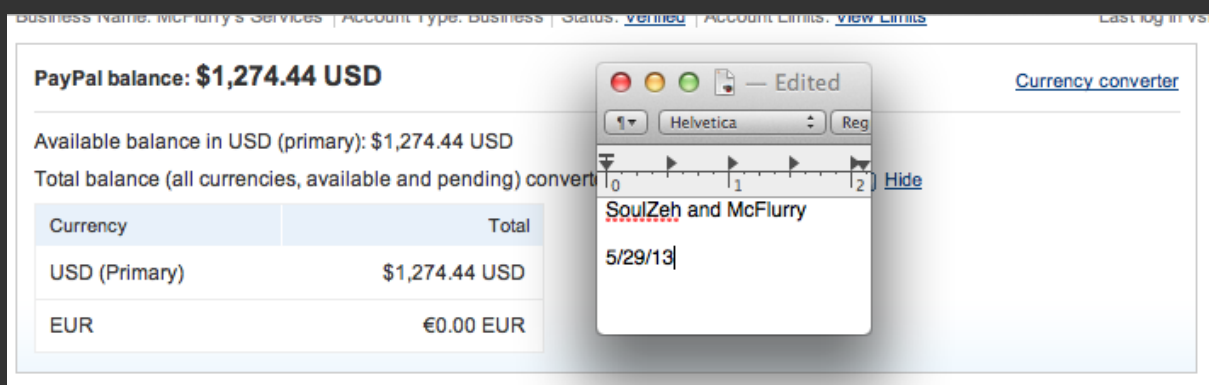 Business Name: McFlurry's Services | Account Type: Business | Status: Verified | Account Limits: View Limits
Last log in
PayPal balance: $1,274.44 USD
Currency converter
Available balance in USD (primary): $1,274.44 USD
Total balance (all currencies, available and pending)
Hide
Currency Total
USD (Primary) $1,274.44 USD
EUR €0.00 EUR
— Edited
Helvetica
Reg
0 1 2
SoulZeh and McFlurry
5/29/13